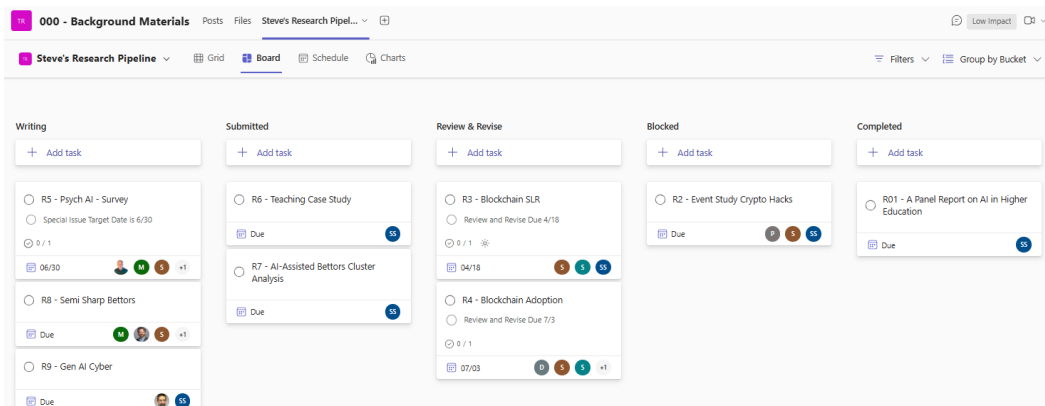 TR 000 - Background Materials Posts Files Steve's Research Pipel...
Low Impact
TR Steve's Research Pipeline Grid Board Schedule Charts
Filters Group by Bucket
Writing
Add task
R5 - Psych AI - Survey
Special Issue Target Date is 6/30
0 / 1
06/30 M S +1
R8 - Semi Sharp Bettors
Due M S +1
R9 - Gen AI Cyber
Due SS
Submitted
Add task
R6 - Teaching Case Study
Due SS
R7 - AI-Assisted Bettors Cluster
Analysis
Due SS
Review & Revise
Add task
R3 - Blockchain SLR
Review and Revise Due 4/18
0 / 1
04/18 S S SS
R4 - Blockchain Adoption
Review and Revise Due 7/3
0 / 1
07/03 D S S +1
Blocked
Add task
R2 - Event Study Crypto Hacks
Due P S SS
Completed
Add task
R01 - A Panel Report on AI in Higher
Education
Due SS